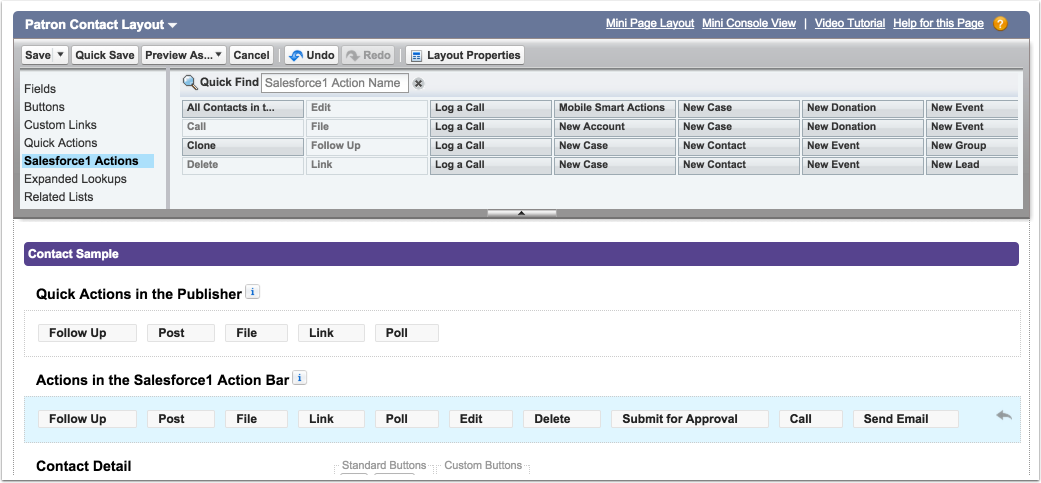 Patron Contact Layout
Mini Page Layout Mini Console View | Video Tutorial Help for this Page
Save Quick Save Preview As... Cancel Undo Redo Layout Properties
Fields
Buttons
Custom Links
Quick Actions
Salesforce1 Actions
Expanded Lookups
Related Lists
Quick Find Salesforce1 Action Name
All Contacts in t... Edit Log a Call Mobile Smart Actions New Case New Donation New Event
Call File Log a Call New Account New Case New Donation New Event
Clone Follow Up Log a Call New Case New Contact New Event New Group
Delete Link Log a Call New Case New Contact New Event New Lead
Contact Sample
Quick Actions in the Publisher
Follow Up Post File Link Poll
Actions in the Salesforce1 Action Bar
Follow Up Post File Link Poll Edit Delete Submit for Approval Call Send Email
Contact Detail Standard Buttons Custom Buttons